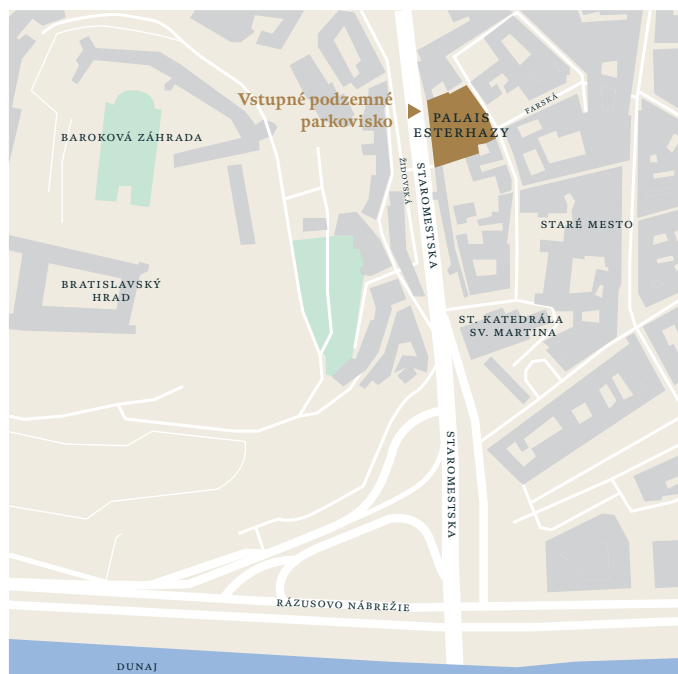 Vstupné podzemné
parkovisko
FARSKÁ
PALAIS
ESTERHAZY
BAROKOVÁ ZÁHRADA
ŽIDOVSKÁ
STAROMESTSKA
STARÉ MESTO
BRATISLAVSKÝ
HRAD
ST. KATEDRÁLA
SV. MARTINA
STAROMESTSKA
RÁZUSOVO NÁBREŽIE
DUNAJ